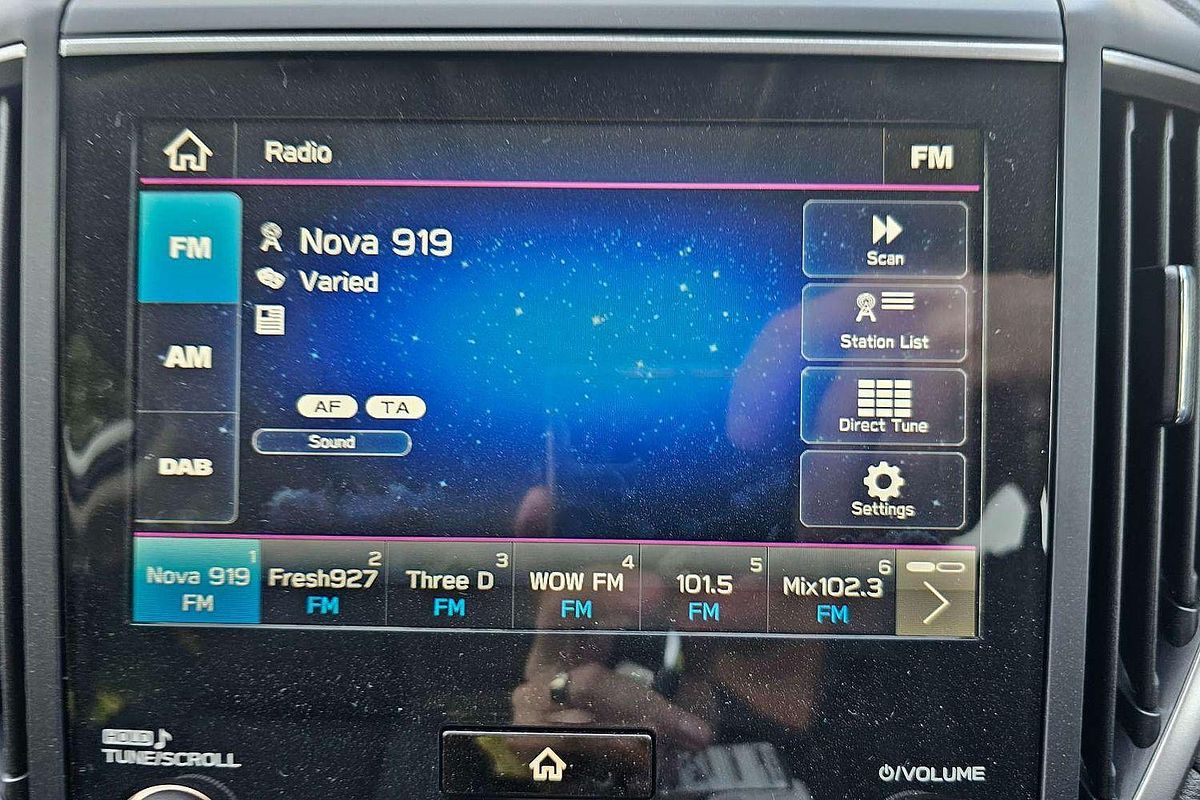 Radio
FM
FM
AM
DAB
Nova 919
Varied
AF TA
Sound
Scan
Station List
Direct Tune
Settings
1
Nova 919
FM
2
Fresh927
FM
3
Three D
FM
4
WOW FM
FM
5
101.5
FM
6
Mix102.3
FM
HOLD
TUNE/SCROLL
/VOLUME